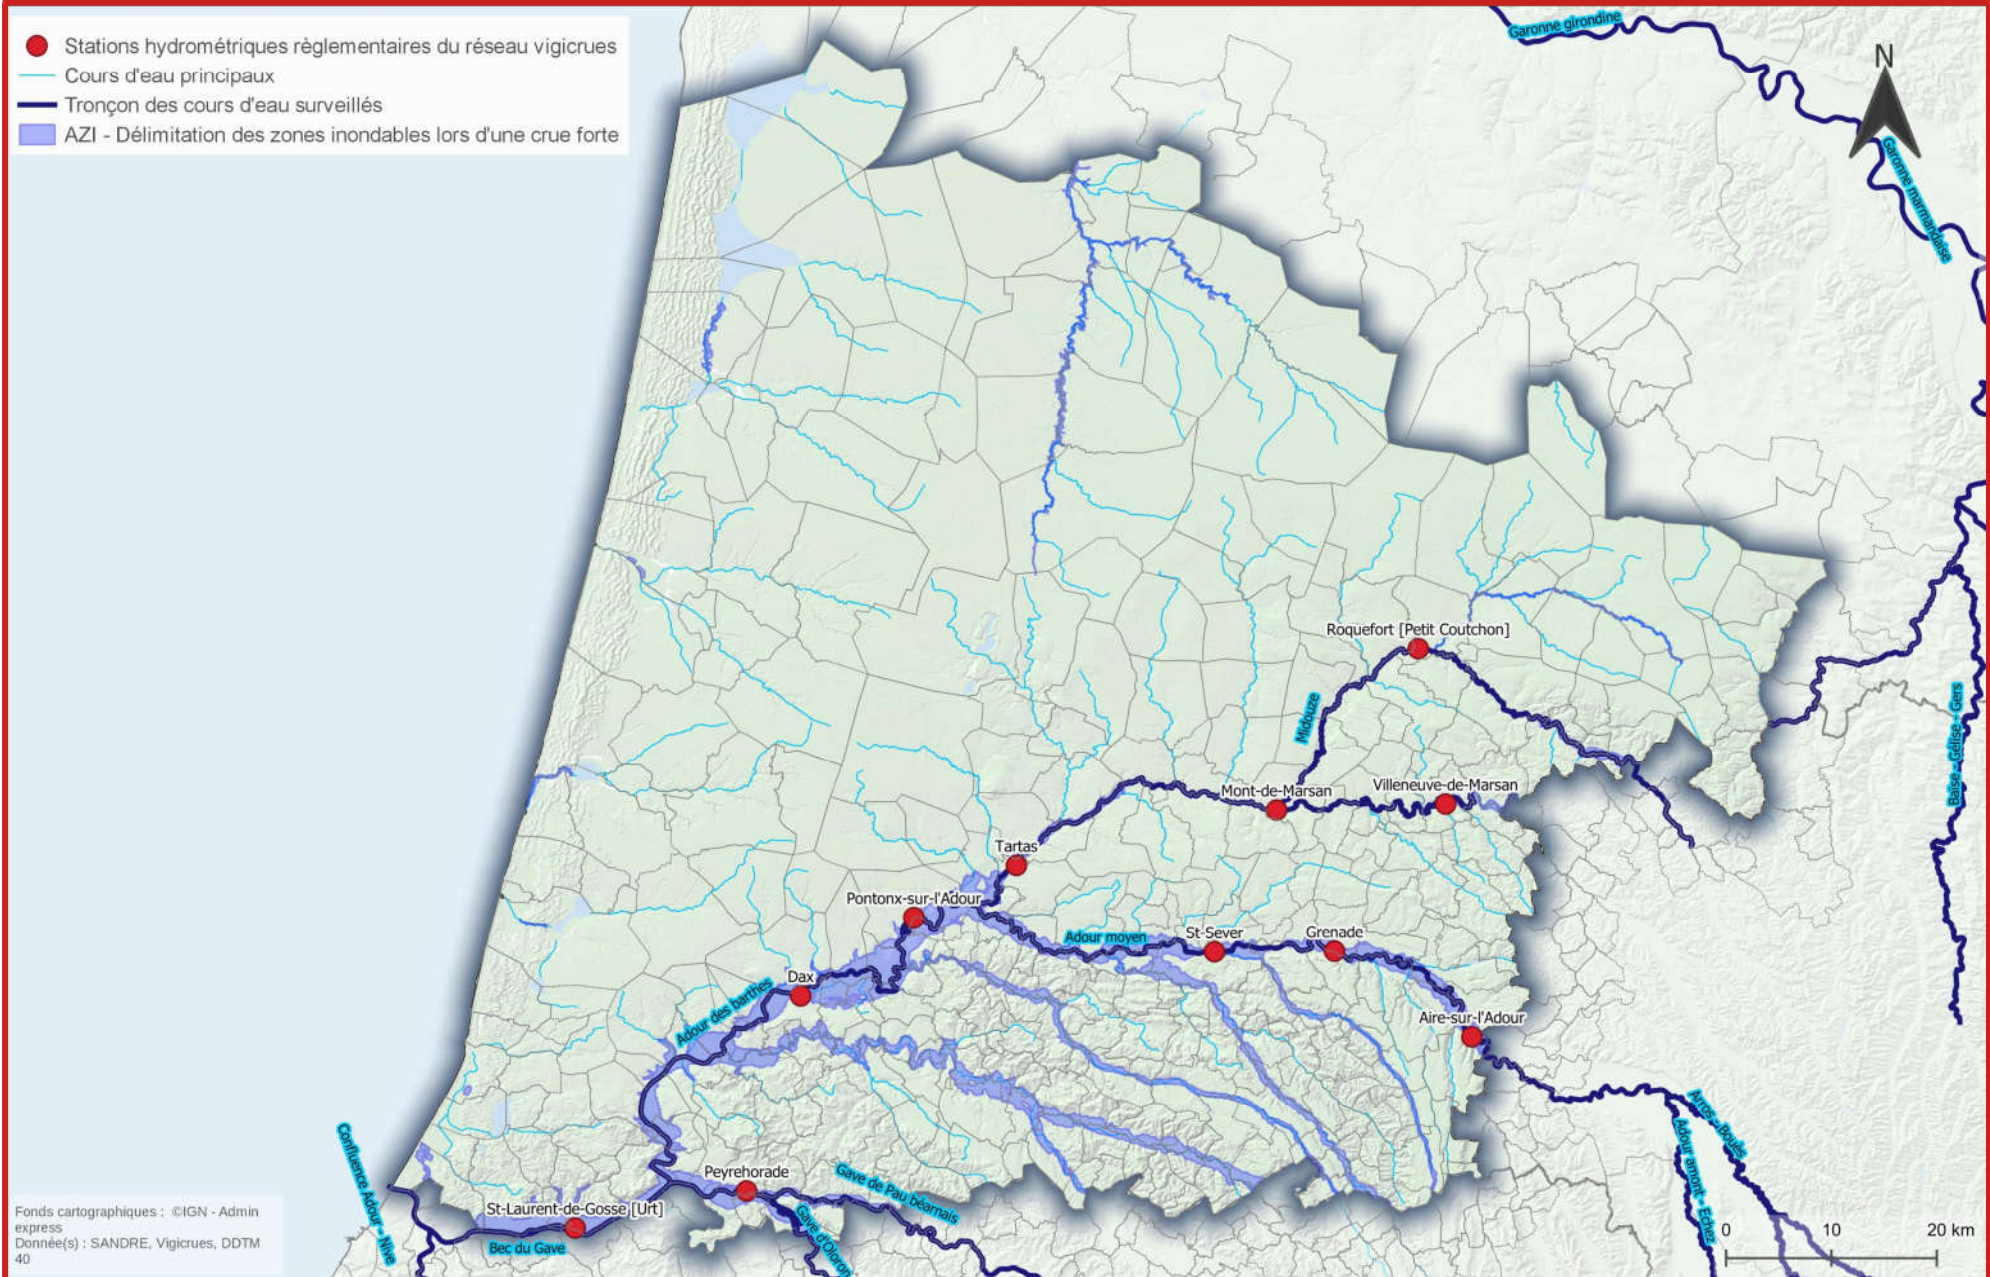 Stations hydrométriques règlementaires du réseau vigicrues
Cours d'eau principaux
Tronçon des cours d'eau surveillés
AZI - Délimitation des zones inondables lors d'une crue forte
Garonne girondine
N
Garonne marmandaise
Roquefort [Petit Coutchon]
Midouze
Baïse - Gélise - Gers
Mont-de-Marsan
Villeneuve-de-Marsan
Tartas
Pontonx-sur-l'Adour
Adour moyen
St-Sever
Grenade
Dax
Adour des barthes
Aire-sur-l'Adour
Arros - Bouès
Adour amont - Echez
Confluence Adour - Nive
Peyrehorade
Gave de Pau béarnais
St-Laurent-de-Gosse [Urt]
Gave d'Oloron
Bec du Gave
Fonds cartographiques : ©IGN - Admin
express
Donnée(s) : SANDRE, Vigicrues, DDTM
40
0 10 20 km